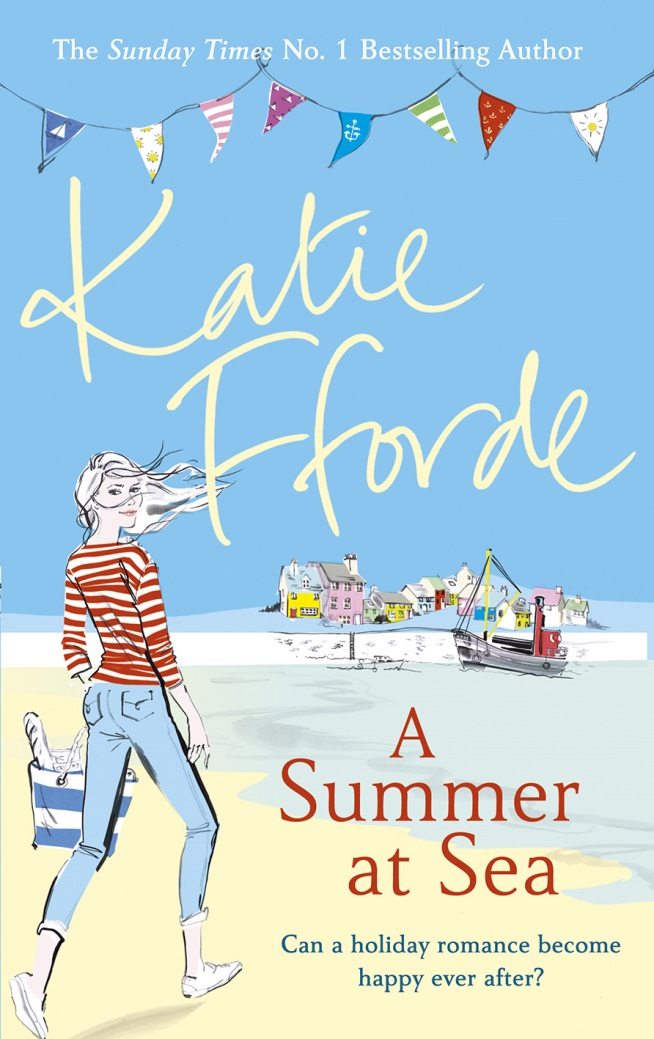 The Sunday Times No. 1 Bestselling Author
Katie
Fforde
A
Summer
at Sea
Can a holiday romance become
happy ever after?